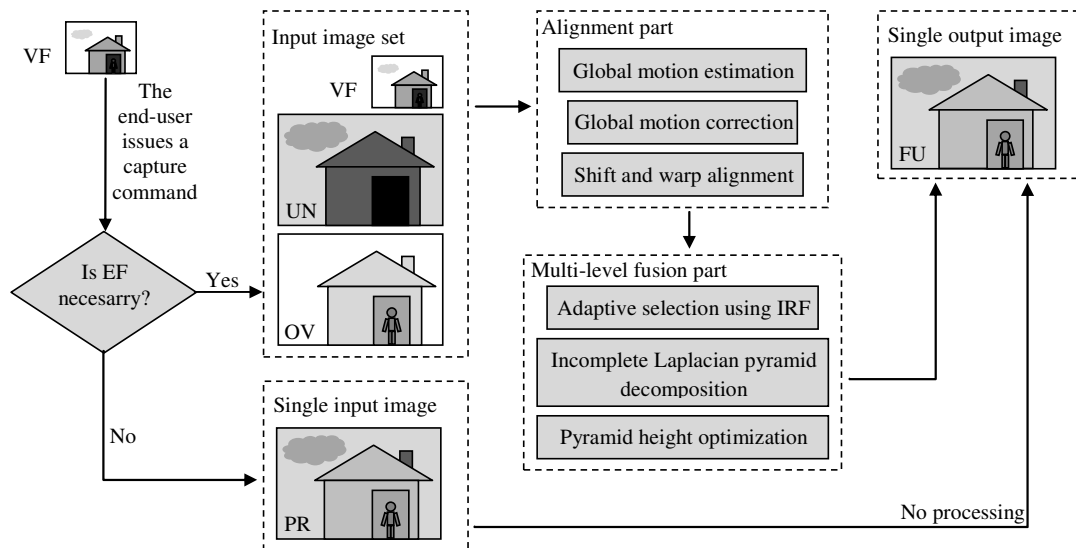 VF
The
end-user
issues a
capture
command
Is EF
necesarry?
Yes
No
Input image set
VF
UN
OV
Single input image
PR
Alignment part
Global motion estimation
Global motion correction
Shift and warp alignment
Multi-level fusion part
Adaptive selection using IRF
Incomplete Laplacian pyramid
decomposition
Pyramid height optimization
Single output image
FU
No processing